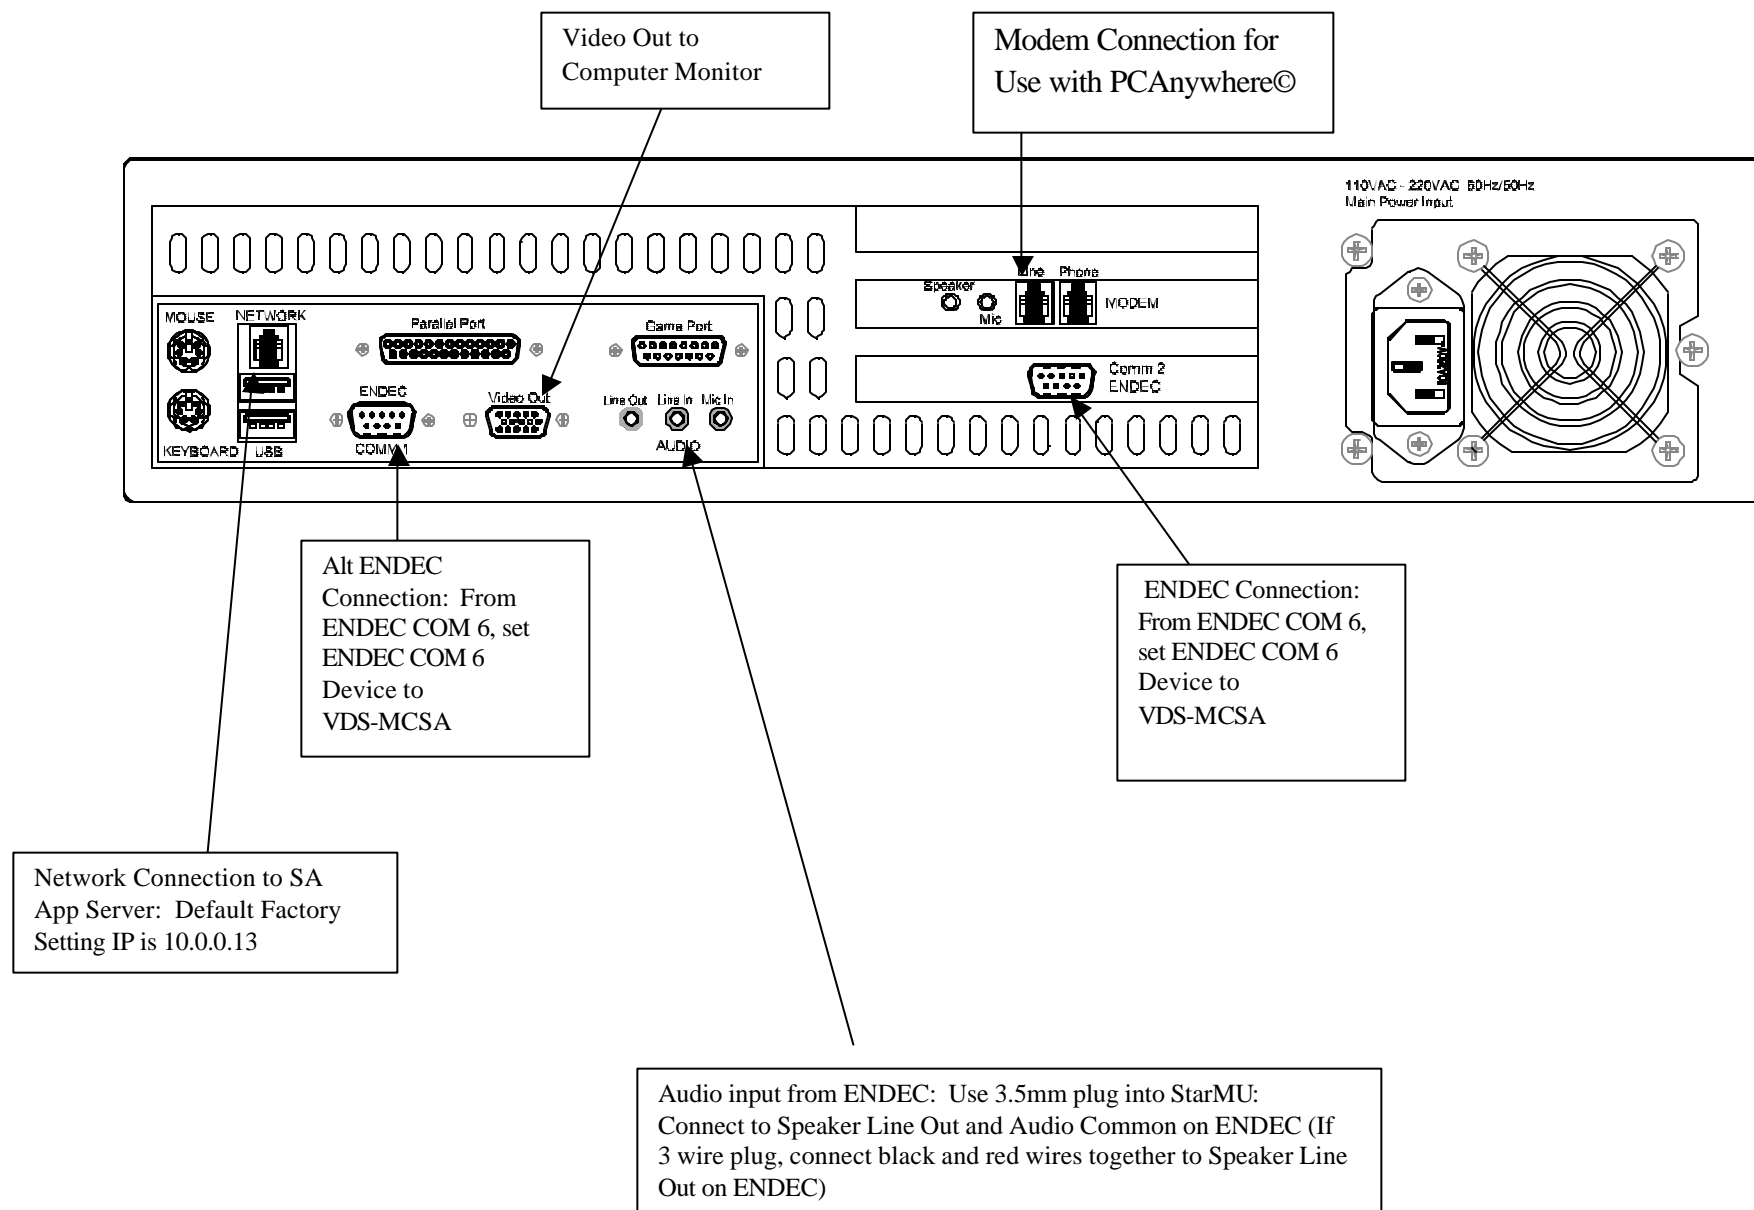 Video Out to
Computer Monitor
Modem Connection for
Use with PCAnywhere©
110VAC - 220VAC 60Hz/50Hz
Main Power Input
Line Phone
Speaker
Mic
MODEM
MOUSE NETWORK
Parallel Port
Game Port
Comm 2
ENDEC
ENDEC
Video Out
Line Out Line In Mic In
KEYBOARD USB
COMM1
AUDIO
Alt ENDEC
Connection: From
ENDEC COM 6, set
ENDEC COM 6
Device to
VDS-MCSA
ENDEC Connection:
From ENDEC COM 6,
set ENDEC COM 6
Device to
VDS-MCSA
Network Connection to SA
App Server: Default Factory
Setting IP is 10.0.0.13
Audio input from ENDEC: Use 3.5mm plug into StarMU:
Connect to Speaker Line Out and Audio Common on ENDEC (If
3 wire plug, connect black and red wires together to Speaker Line
Out on ENDEC)